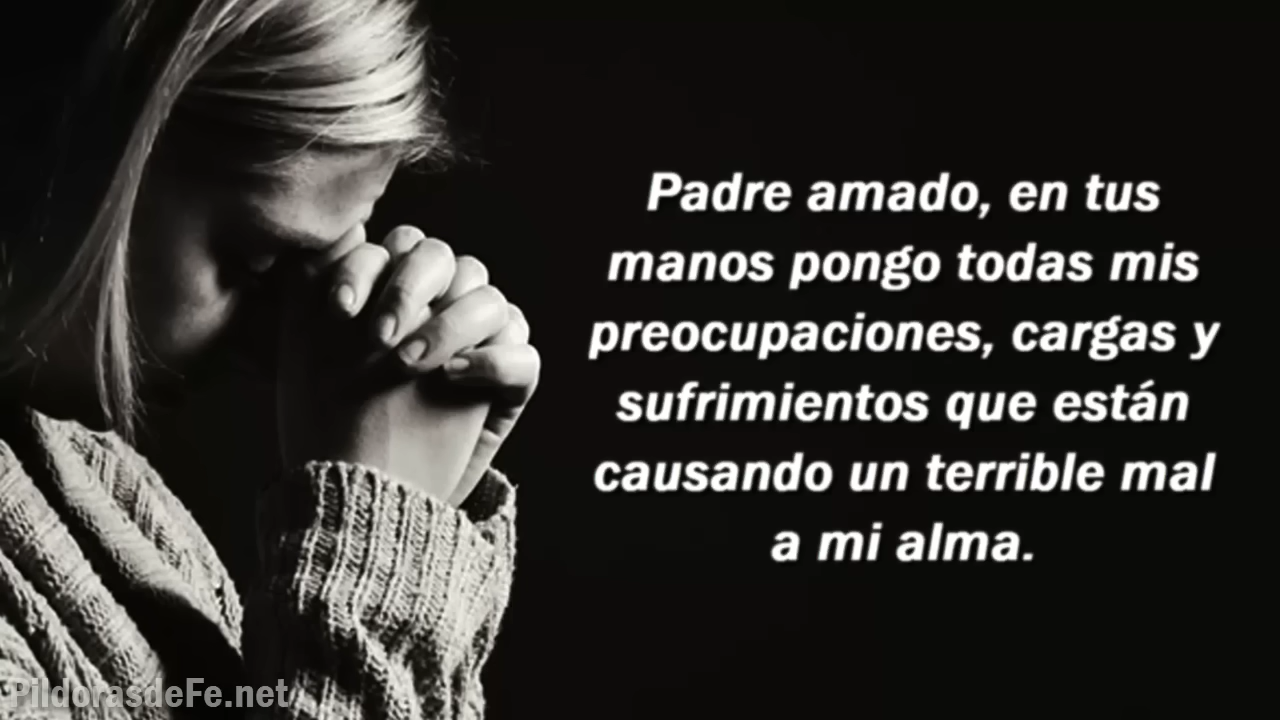 Padre amado, en tus
manos pongo todas mis
preocupaciones, cargas y
sufrimientos que están
causando un terrible mal
a mi alma.
PildorasdeFe.net